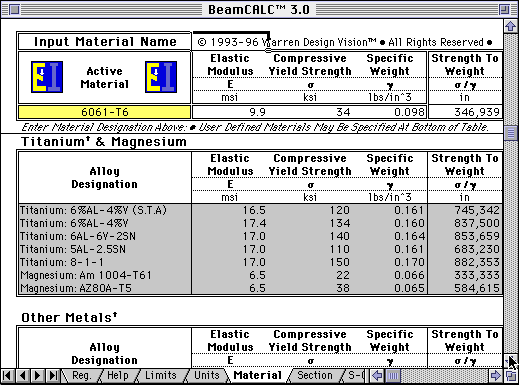 BeamCALC™ 3.0
Input Material Name
© 1993-96 Warren Design Vision™ • All Rights Reserved •
Active Material
Elastic Modulus Compressive Yield Strength Specific Weight Strength To Weight
E σ γ σ/γ
msi ksi lbs/in^3 in
6061-T6 9.9 34 0.098 346,939
Enter Material Designation Above: • User Defined Materials May Be Specified At Bottom of Table.
Titanium† & Magnesium
Alloy Designation Elastic Modulus Compressive Yield Strength Specific Weight Strength To Weight
E σ γ σ/γ
msi ksi lbs/in^3 in
Titanium: 6%AL-4%V (S.T.A) 16.5 120 0.161 745,342
Titanium: 6%AL-4%V 17.4 134 0.160 837,500
Titanium: 6AL-6V-2SN 17.0 140 0.164 853,659
Titanium: 5AL-2.5SN 17.0 110 0.161 683,230
Titanium: 8-1-1 17.0 150 0.170 882,353
Magnesium: Am 1004-T61 6.5 22 0.066 333,333
Magnesium: AZ80A-T5 6.5 38 0.065 584,615
Other Metals†
Alloy Designation Elastic Modulus Compressive Yield Strength Specific Weight Strength To Weight
E σ γ σ/γ
Reg. Help Limits Units Material Section S-(